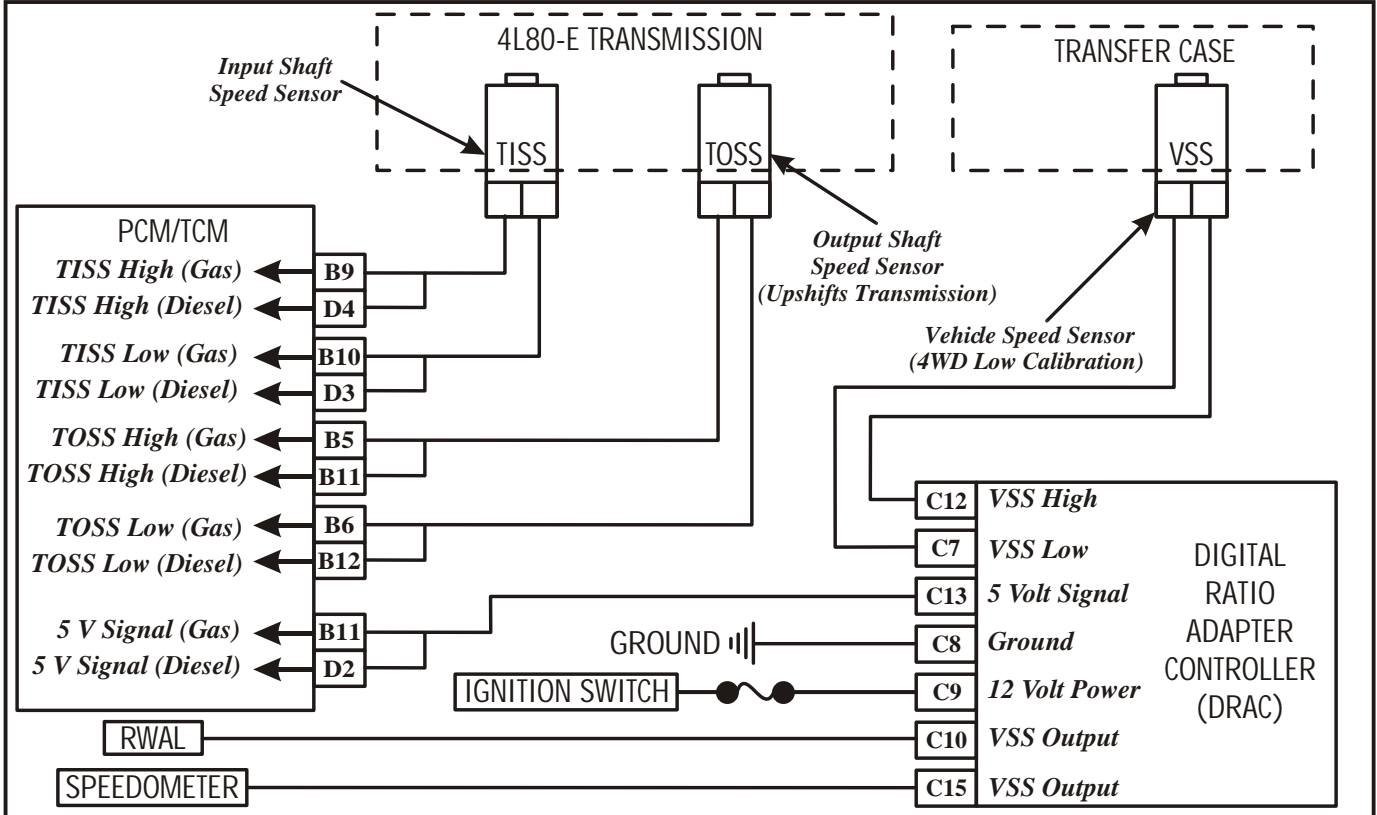 4L80-E TRANSMISSION
TRANSFER CASE
Input Shaft
Speed Sensor
TISS
TOSS
VSS
Output Shaft
Speed Sensor
(Upshifts Transmission)
Vehicle Speed Sensor
(4WD Low Calibration)
PCM/TCM
TISS High (Gas) B9
TISS High (Diesel) D4
TISS Low (Gas) B10
TISS Low (Diesel) D3
TOSS High (Gas) B5
TOSS High (Diesel) B11
TOSS Low (Gas) B6
TOSS Low (Diesel) B12
5 V Signal (Gas) B11
5 V Signal (Diesel) D2
C12 VSS High
C7 VSS Low
C13 5 Volt Signal
GROUND C8 Ground
IGNITION SWITCH C9 12 Volt Power
RWAL C10 VSS Output
SPEEDOMETER C15 VSS Output
DIGITAL
RATIO
ADAPTER
CONTROLLER
(DRAC)